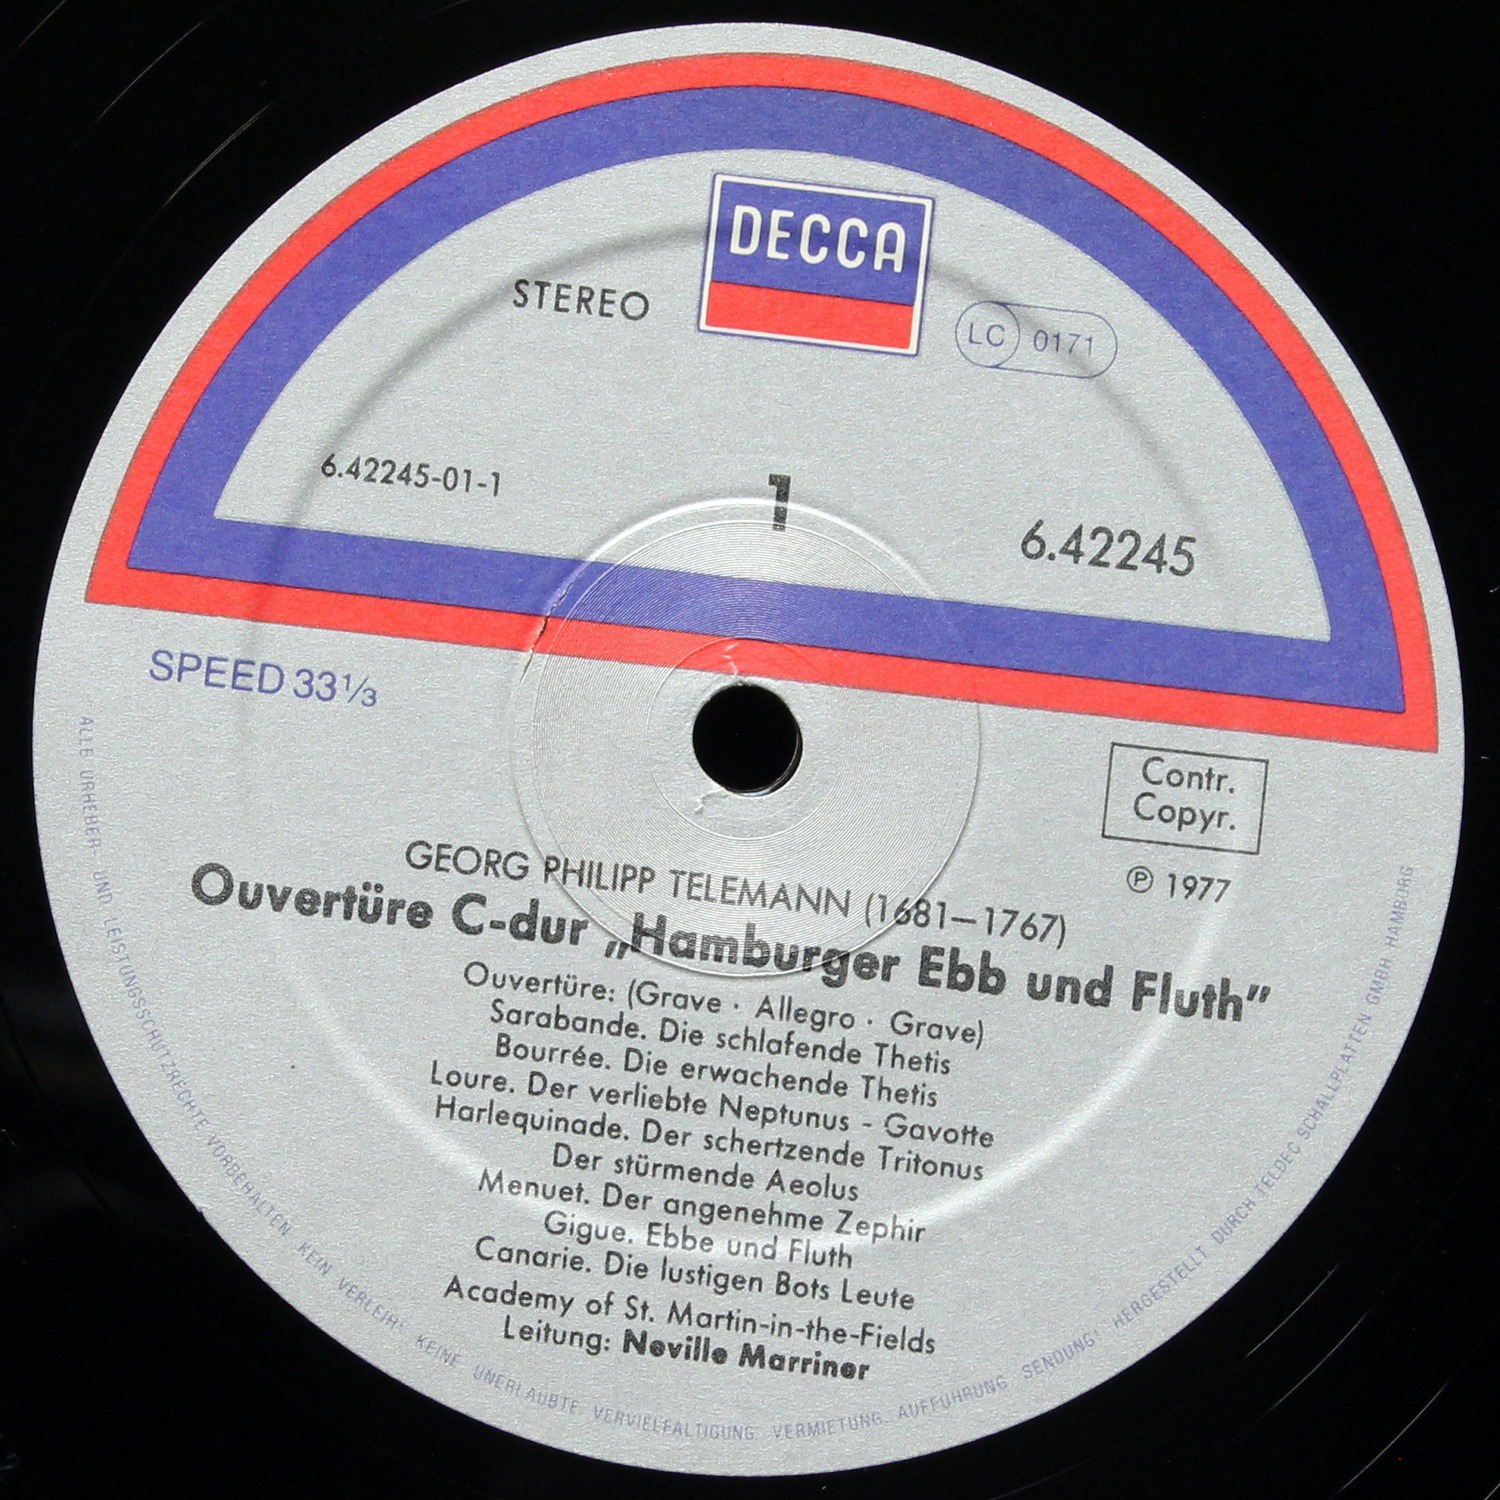 DECCA
STEREO
LC 0171
6.42245-01-1
1
6.42245
SPEED 33 1/3
Contr.
Copyr.
℗ 1977
GEORG PHILIPP TELEMANN (1681–1767)
Ouvertüre C-dur „Hamburger Ebb und Fluth”
Ouvertüre: (Grave · Allegro · Grave)
Sarabande. Die schlafende Thetis
Bourrée. Die erwachende Thetis
Loure. Der verliebte Neptunus - Gavotte
Harlequinade. Der schertzende Tritonus
Der stürmende Aeolus
Menuet. Der angenehme Zephir
Gigue. Ebbe und Fluth
Canarie. Die lustigen Bots Leute
Academy of St. Martin-in-the-Fields
Leitung: Neville Marriner
ALLE URHEBER- UND LEISTUNGSSCHUTZRECHTE VORBEHALTEN KEIN VERLEIH! KEINE UNERLAUBTE VERVIELFÄLTIGUNG, VERMIETUNG, AUFFÜHRUNG, SENDUNG! HERGESTELLT DURCH TELDEC SCHALLPLATTEN GMBH HAMBURG